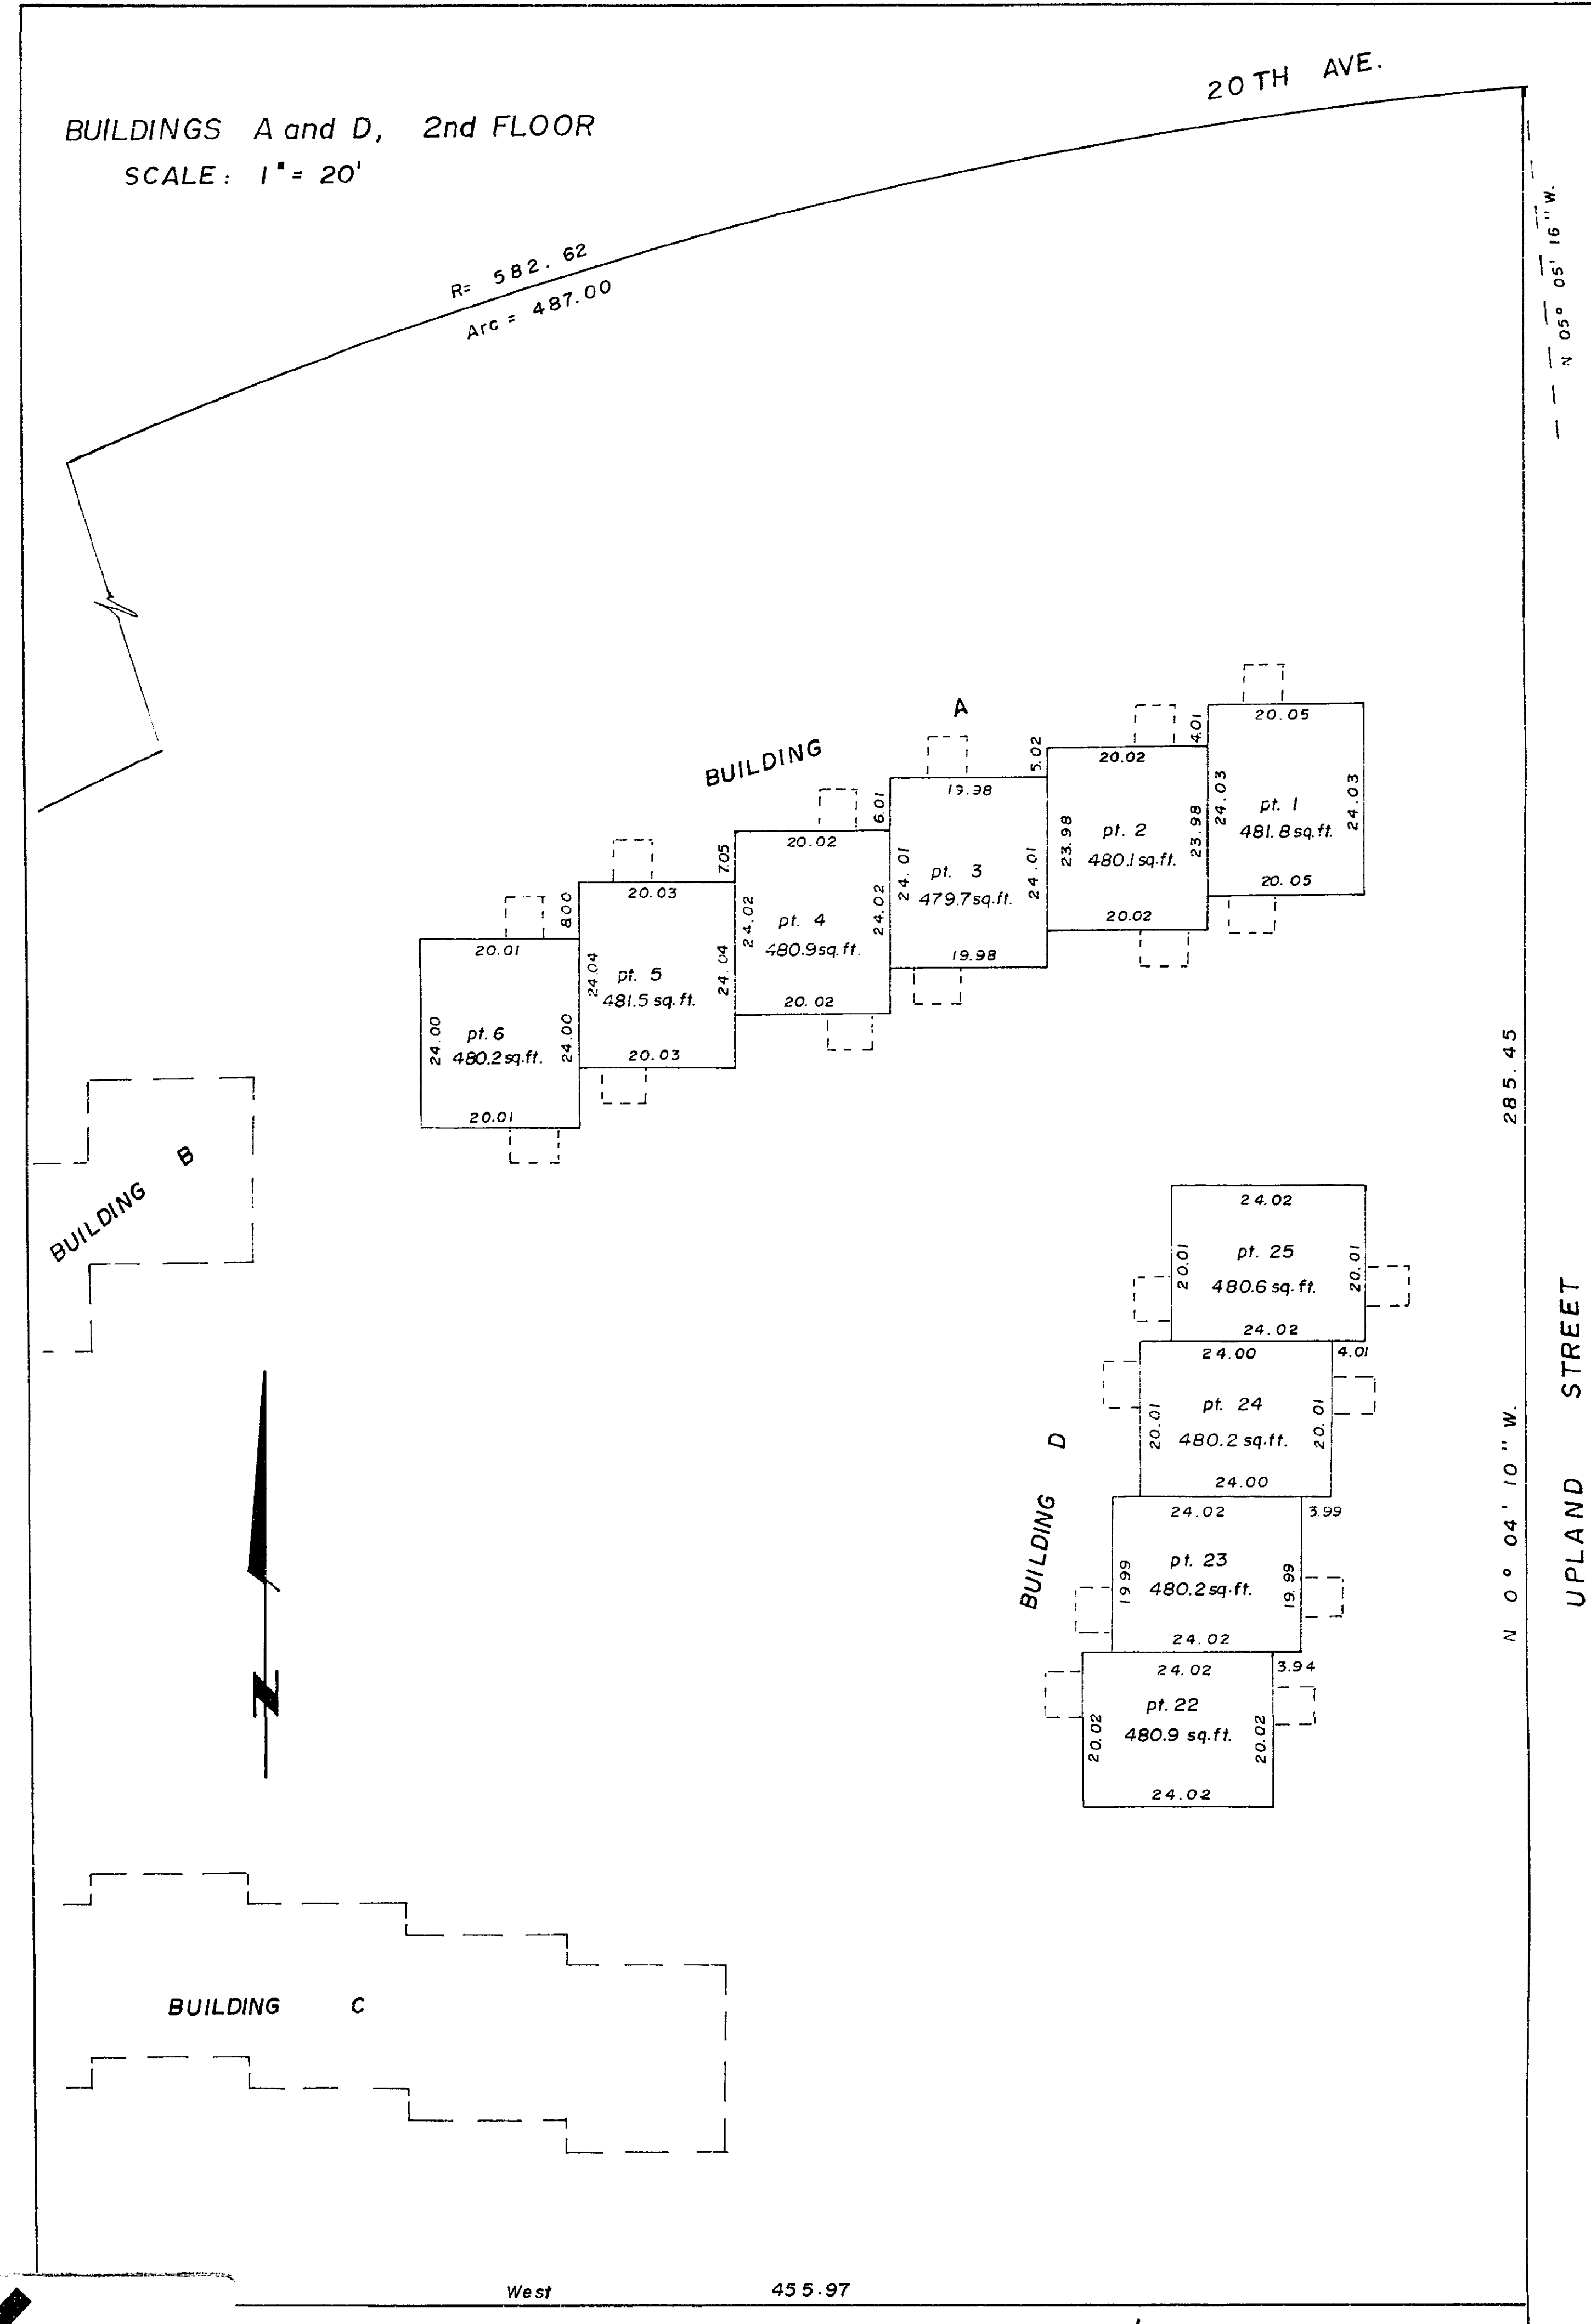 20TH AVE.
BUILDINGS A and D, 2nd FLOOR
SCALE: 1" = 20'
R= 582.62
Arc = 487.00
N 05° 05' 16" W.
BUILDING A
20.05
4.01
24.03
24.03
pt. 1
481.8 sq.ft.
20.05
5.02
20.02
23.98
23.98
pt. 2
480.1 sq.ft.
20.02
6.01
19.98
24.01
24.01
pt. 3
479.7 sq.ft.
19.98
7.05
20.02
24.02
24.02
pt. 4
480.9 sq.ft.
20.02
8.00
20.03
24.04
24.04
pt. 5
481.5 sq.ft.
20.03
20.01
24.00
24.00
pt. 6
480.2 sq.ft.
20.01
285.45
BUILDING B
24.02
20.01
20.01
pt. 25
480.6 sq.ft.
24.02
24.00
4.01
20.01
20.01
pt. 24
480.2 sq.ft.
24.00
BUILDING D
24.02
3.99
19.99
19.99
pt. 23
480.2 sq.ft.
24.02
24.02
3.94
20.02
20.02
pt. 22
480.9 sq.ft.
24.02
N 0° 04' 10" W.
UPLAND STREET
N
BUILDING C
West 455.97